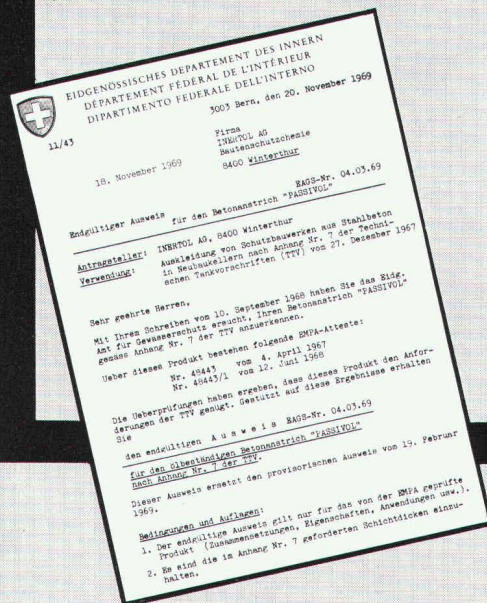 EIDGENÖSSISCHES DEPARTEMENT DES INNERN
DÉPARTEMENT FÉDÉRAL DE L'INTÉRIEUR
DIPARTIMENTO FEDERALE DELL'INTERNO
11/43
3003 Bern, den 20. November 1969
18. November 1969
Firma
INERTOL AG
Bautenschutzchemie
8400 Winterthur
EAGS-Nr. 04.03.69
Endgültiger Ausweis für den Betonanstrich "PASSIVOL"
Antragsteller: INERTOL AG, 8400 Winterthur
Verwendung: Auskleidung von Schutzbauwerken aus Stahlbeton
in Neubaukellern nach Anhang Nr. 7 der Techni-
schen Tankvorschriften (TTV) vom 27. Dezember 1967
Sehr geehrte Herren,
Mit Ihrem Schreiben vom 10. September 1968 haben Sie das Eidg.
Amt für Gewässerschutz ersucht, Ihren Betonanstrich "PASSIVOL"
gemäss Anhang Nr. 7 der TTV anzuerkennen.
Ueber dieses Produkt bestehen folgende EMPA-Atteste:
Nr. 48443 vom 4. April 1967
Nr. 48443/1 vom 12. Juni 1968
Die Ueberprüfungen haben ergeben, dass dieses Produkt den Anfor-
derungen der TTV genügt. Gestützt auf diese Ergebnisse erhalten
Sie
den endgültigen A u s w e i s EAGS-Nr. 04.03.69
für den ölbeständigen Betonanstrich "PASSIVOL"
nach Anhang Nr. 7 der TTV.
Dieser Ausweis ersetzt den provisorischen Ausweis vom 19. Februar
1969.
Bedingungen und Auflagen:
1. Der endgültige Ausweis gilt nur für das von der EMPA geprüfte
Produkt (Zusammensetzungen, Eigenschaften, Anwendungen usw.).
2. Es sind die im Anhang Nr. 7 geforderten Schichtdicken einzu-
halten.